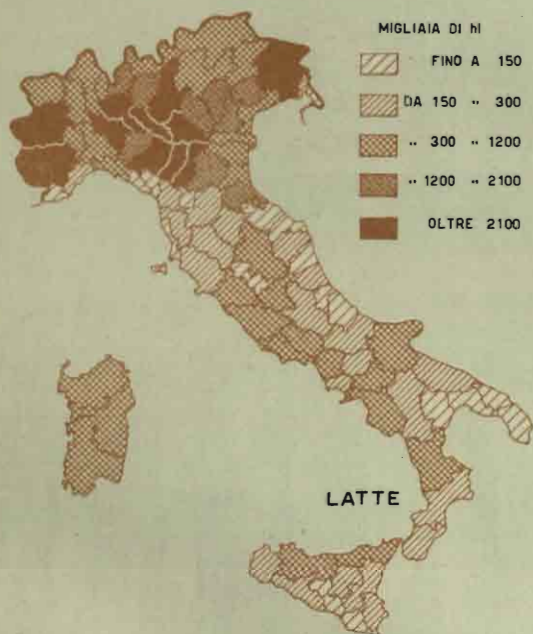 MIGLIAIA DI hl
FINO A 150
DA 150 " 300
" 300 " 1200
" 1200 " 2100
OLTRE 2100
LATTE